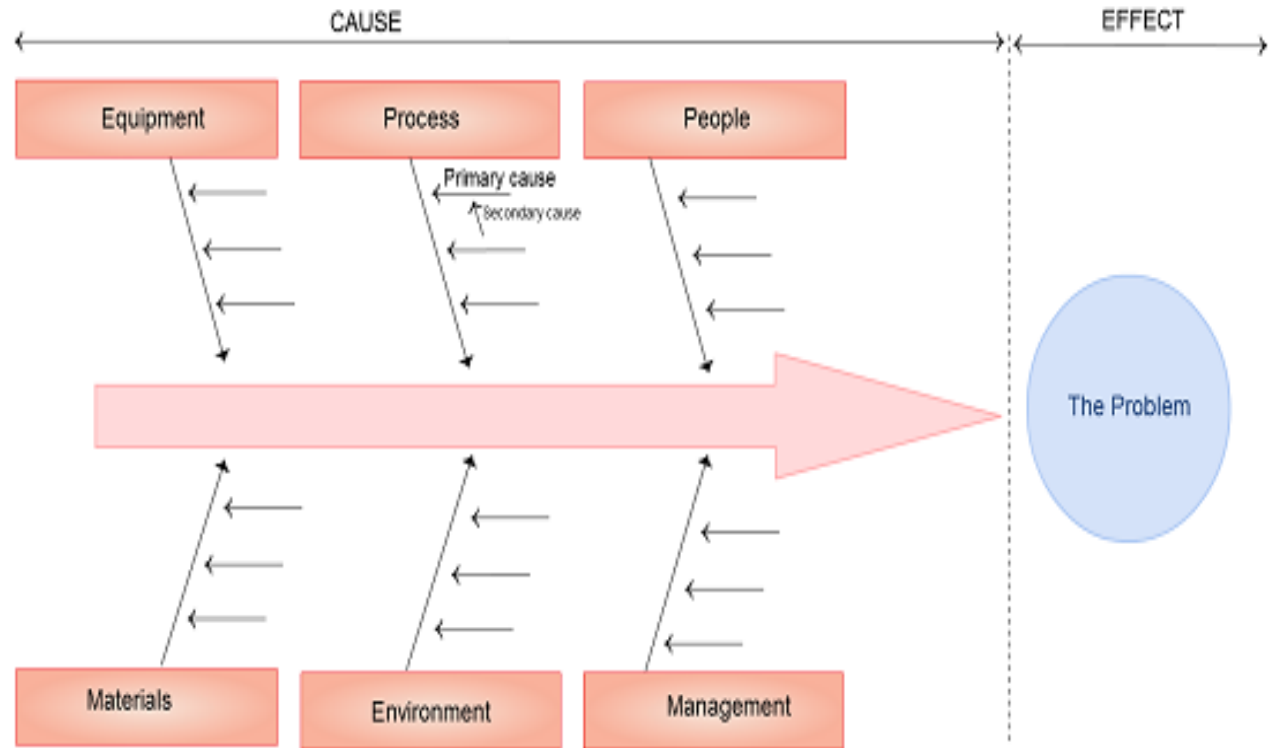 CAUSE
EFFECT
Equipment
Process
People
Primary cause
Secondary cause
The Problem
Materials
Environment
Management